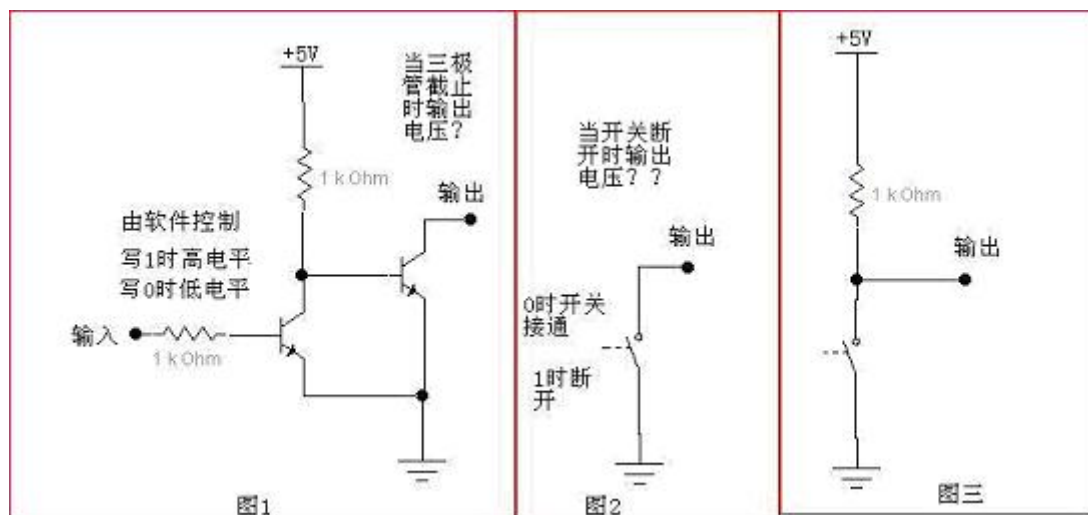 +5V
当三极
管截止
时输出
电压?
1 k Ohm
输出
由软件控制
写1时高电平
写0时低电平
输入
1 k Ohm
图1
当开关断
开时输出
电压??
输出
0时开关
接通
1时断
开
图2
+5V
1 k Ohm
输出
图三